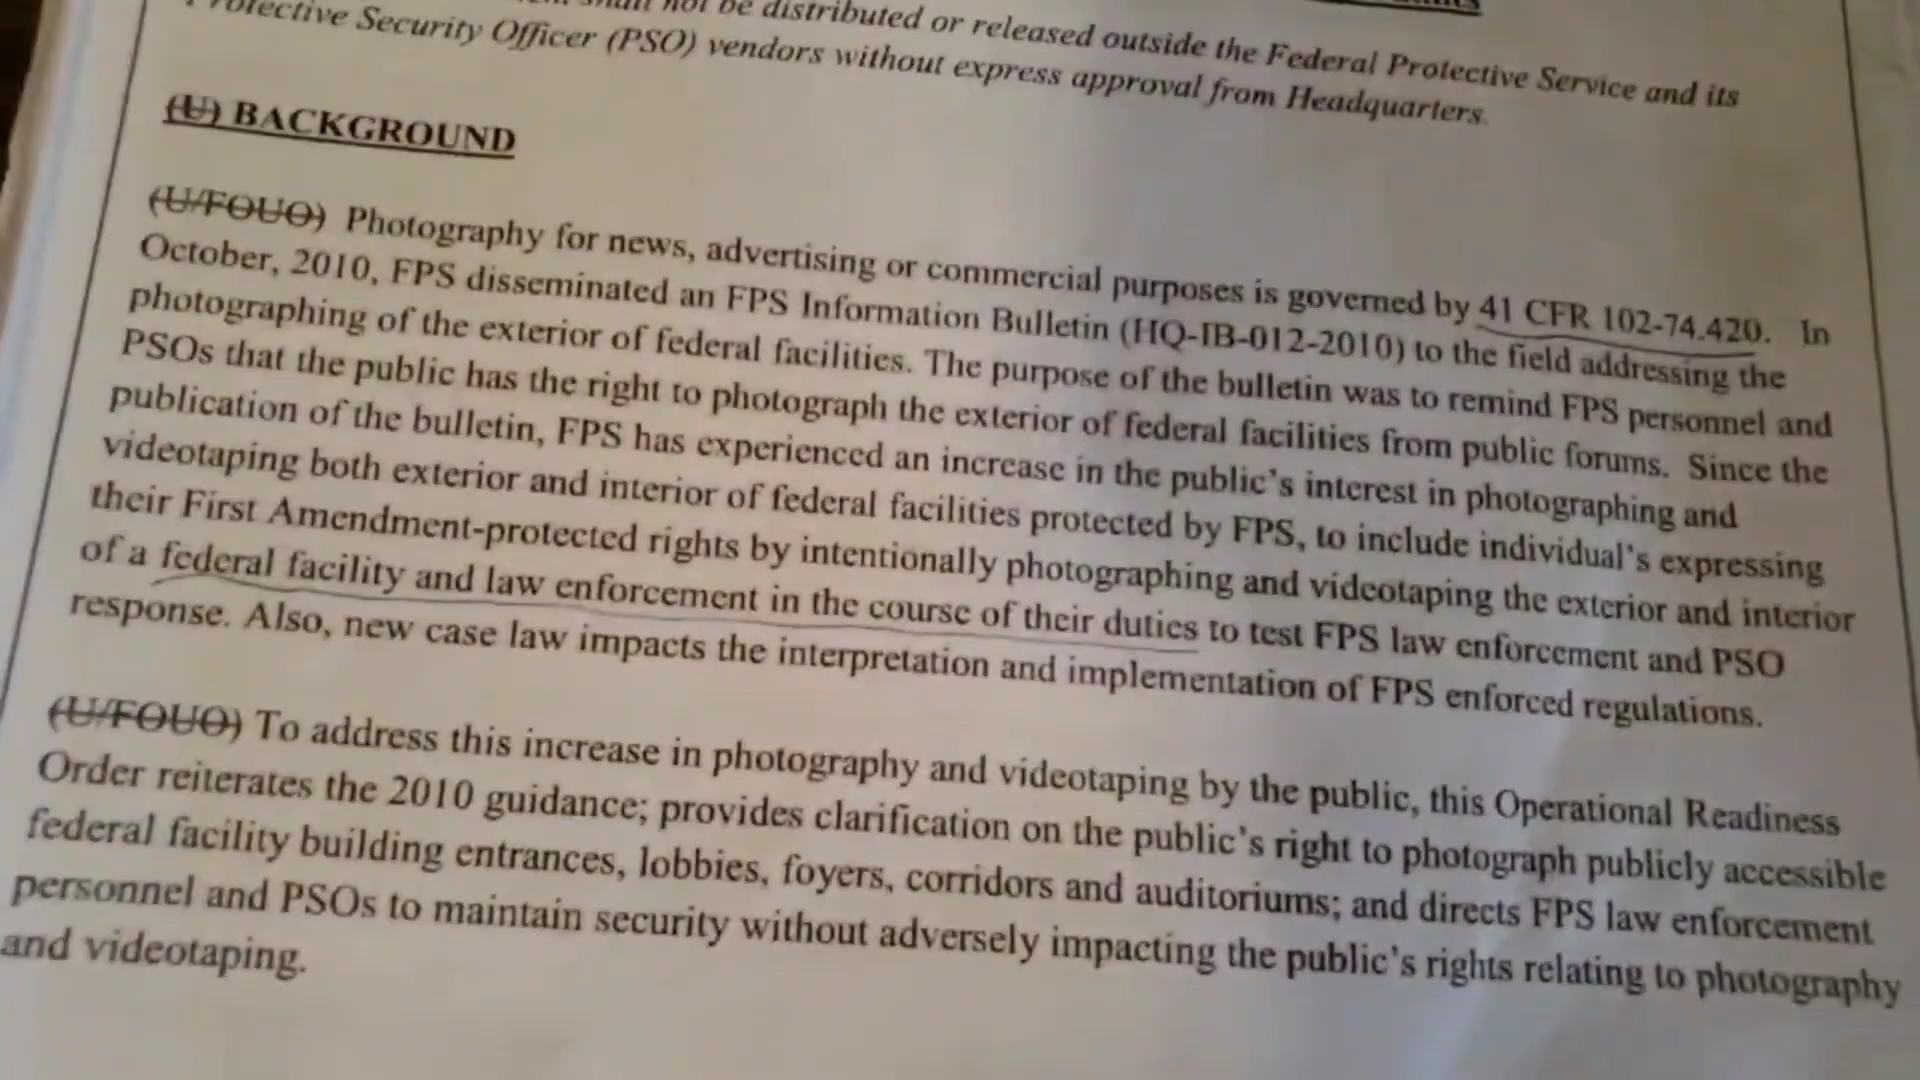 shall not be distributed or released outside the Federal Protective Service and its
Protective Security Officer (PSO) vendors without express approval from Headquarters.
(U) BACKGROUND
(U/FOUO) Photography for news, advertising or commercial purposes is governed by 41 CFR 102-74.420. In
October, 2010, FPS disseminated an FPS Information Bulletin (HQ-IB-012-2010) to the field addressing the
photographing of the exterior of federal facilities. The purpose of the bulletin was to remind FPS personnel and
PSOs that the public has the right to photograph the exterior of federal facilities from public forums. Since the
publication of the bulletin, FPS has experienced an increase in the public's interest in photographing and
videotaping both exterior and interior of federal facilities protected by FPS, to include individual's expressing
their First Amendment-protected rights by intentionally photographing and videotaping the exterior and interior
of a federal facility and law enforcement in the course of their duties to test FPS law enforcement and PSO
response. Also, new case law impacts the interpretation and implementation of FPS enforced regulations.
(U/FOUO) To address this increase in photography and videotaping by the public, this Operational Readiness
Order reiterates the 2010 guidance; provides clarification on the public's right to photograph publicly accessible
federal facility building entrances, lobbies, foyers, corridors and auditoriums; and directs FPS law enforcement
personnel and PSOs to maintain security without adversely impacting the public's rights relating to photography
and videotaping.